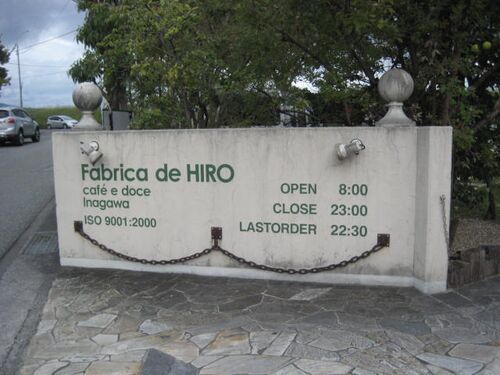 Fabrica de HIRO
café e doce
Inagawa
ISO 9001:2000
OPEN 8:00
CLOSE 23:00
LASTORDER 22:30